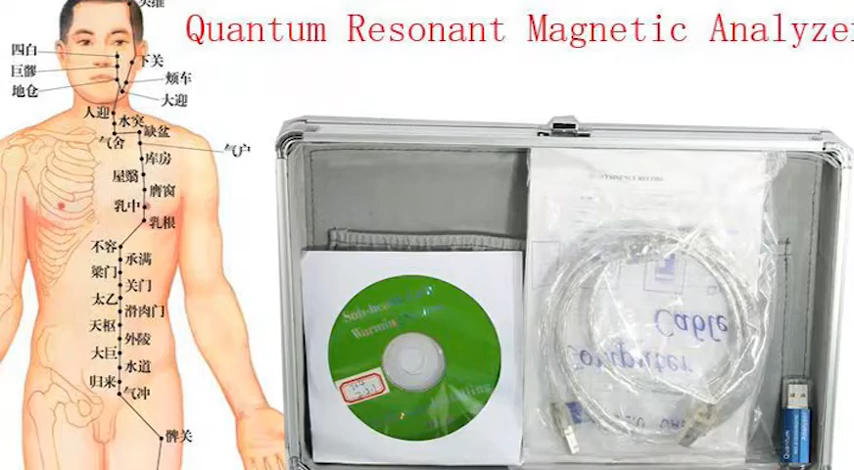 Quantum Resonant Magnetic Analyzer
四白
下关
巨髎
颊车
地仓
大迎
人迎
水突
缺盆
气舍
气户
库房
屋翳
膺窗
乳中
乳根
不容
承满
梁门
关门
太乙
滑肉门
天枢
外陵
大巨
水道
归来
气冲
髀关
Computer
Cable
Quantum